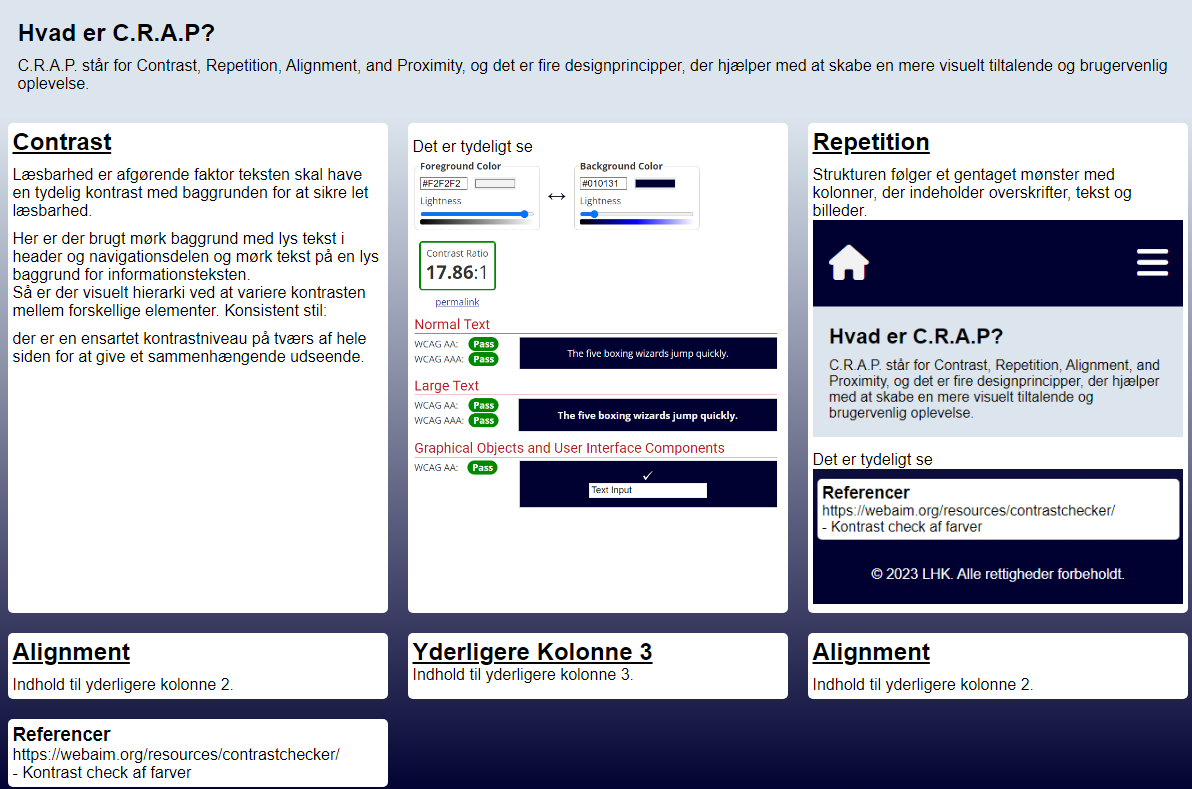 Hvad er C.R.A.P?
C.R.A.P. står for Contrast, Repetition, Alignment, and Proximity, og det er fire designprincipper, der hjælper med at skabe en mere visuelt tiltalende og brugervenlig
oplevelse.
Contrast
Læsbarhed er afgørende faktor teksten skal have
en tydelig kontrast med baggrunden for at sikre let
læsbarhed.
Her er der brugt mørk baggrund med lys tekst i
header og navigationsdelen og mørk tekst på en lys
baggrund for informationsteksten.
Så er der visuelt hierarki ved at variere kontrasten
mellem forskellige elementer. Konsistent stil:
der er en ensartet kontrastniveau på tværs af hele
siden for at give et sammenhængende udseende.
Det er tydeligt se
Foreground Color
#F2F2F2
Lightness
Background Color
#010131
Lightness
Contrast Ratio
17.86:1
permalink
Normal Text
WCAG AA: Pass
WCAG AAA: Pass
The five boxing wizards jump quickly.
Large Text
WCAG AA: Pass
WCAG AAA: Pass
The five boxing wizards jump quickly.
Graphical Objects and User Interface Components
WCAG AA: Pass
Text Input
Repetition
Strukturen følger et gentaget mønster med
kolonner, der indeholder overskrifter, tekst og
billeder.
Hvad er C.R.A.P?
C.R.A.P. står for Contrast, Repetition, Alignment, and
Proximity, og det er fire designprincipper, der hjælper
med at skabe en mere visuelt tiltalende og
brugervenlig oplevelse.
Det er tydeligt se
Referencer
https://webaim.org/resources/contrastchecker/
- Kontrast check af farver
© 2023 LHK. Alle rettigheder forbeholdt.
Alignment
Indhold til yderligere kolonne 2.
Yderligere Kolonne 3
Indhold til yderligere kolonne 3.
Alignment
Indhold til yderligere kolonne 2.
Referencer
https://webaim.org/resources/contrastchecker/
- Kontrast check af farver